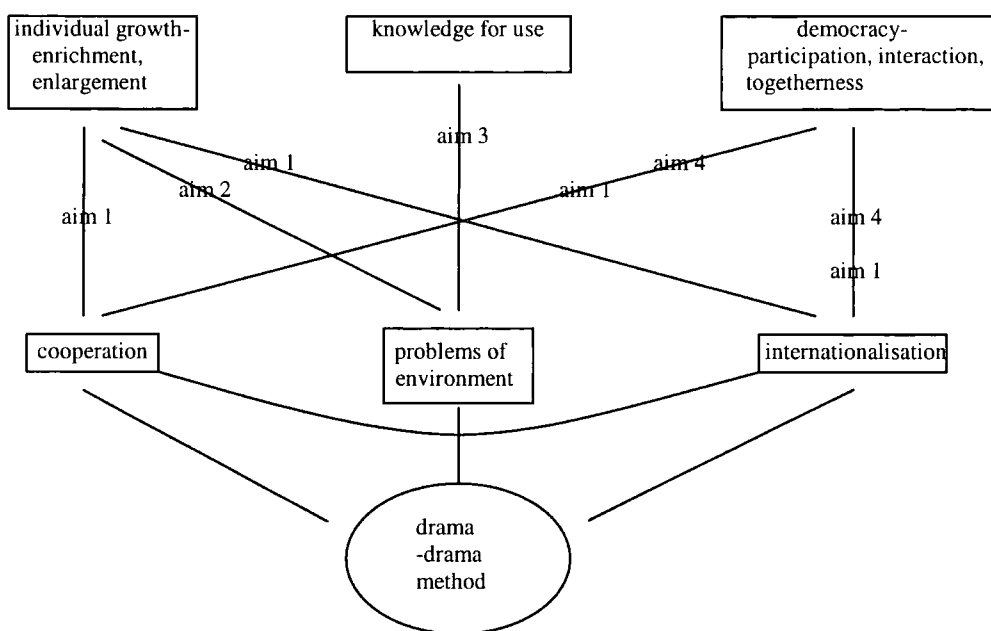 individual growth-
enrichment,
enlargement
knowledge for use
democracy-
participation, interaction,
togetherness
aim 3
aim 1
aim 4
aim 2
aim 1
aim 1
aim 4
aim 1
cooperation
problems of
environment
internationalisation
drama
-drama
method